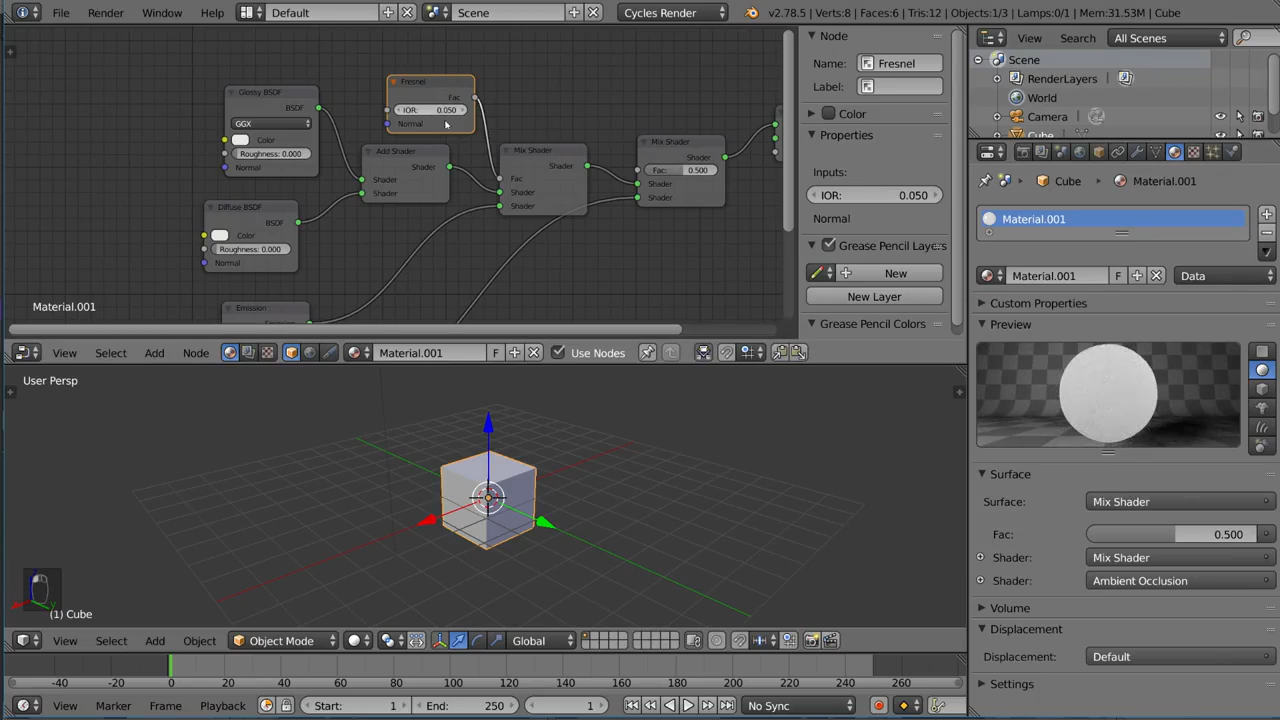 File Render Window Help Default Scene Cycles Render v2.78.5 | Verts:8 | Faces:6 | Tris:12 | Objects:1/3 | Lamps:0/1 | Mem:31.53M | Cube
Node
Name: Fresnel
Label:
Color
Properties
Inputs:
IOR: 0.050
Normal
Grease Pencil Layers
New
New Layer
Grease Pencil Colors
Glossy BSDF
BSDF
GGX
Color
Roughness: 0.000
Normal
Fresnel
Fac
IOR: 0.050
Normal
Add Shader
Shader
Shader
Shader
Diffuse BSDF
BSDF
Color
Roughness: 0.000
Normal
Emission
Mix Shader
Shader
Fac
Shader
Shader
Mix Shader
Shader
Fac: 0.500
Shader
Shader
Material.001
View Select Add Node Material.001 F Use Nodes
User Persp
(1) Cube
View Select Add Object Object Mode Global
-40 -20 0 20 40 60 80 100 120 140 160 180 200 220 240 260
View Marker Frame Playback Start: 1 End: 250 1 No Sync
View Search All Scenes
Scene
RenderLayers
World
Camera
Cube
Cube Material.001
Material.001
Material.001 F Data
Custom Properties
Preview
Surface
Surface: Mix Shader
Fac: 0.500
Shader: Mix Shader
Shader: Ambient Occlusion
Volume
Displacement
Displacement: Default
Settings